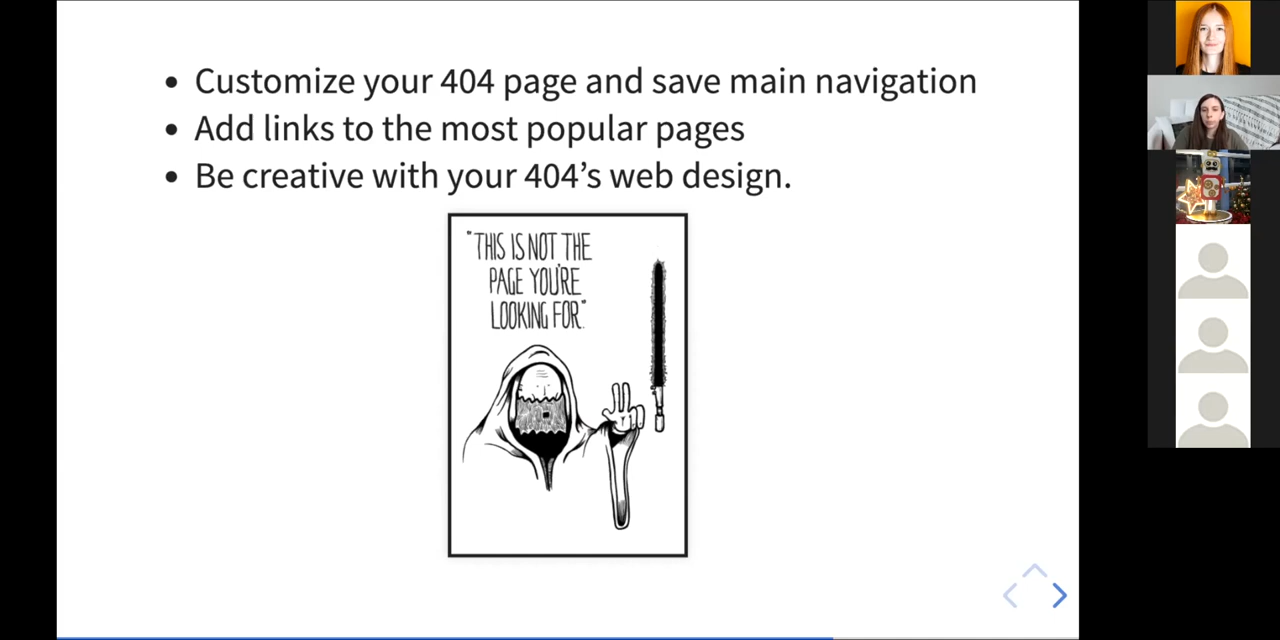 Customize your 404 page and save main navigation
Add links to the most popular pages
Be creative with your 404’s web design.
"THIS IS NOT THE
PAGE YOU'RE
LOOKING FOR."